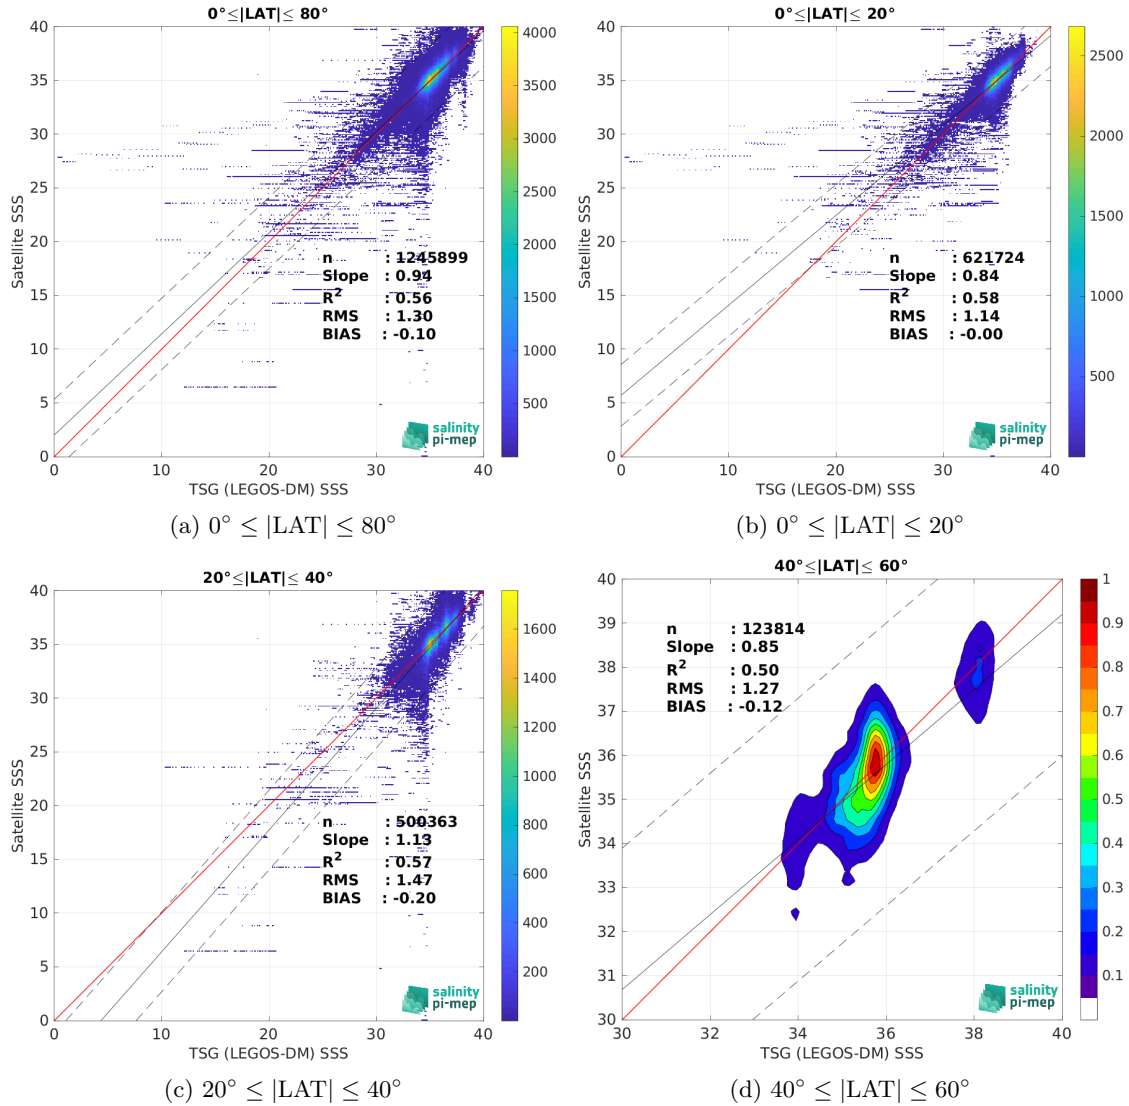 0°≤|LAT|≤ 80°
40
35
30
25
20
15
10
5
0
Satellite SSS
n : 1245899
Slope : 0.94
R² : 0.56
RMS : 1.30
BIAS : -0.10
salinity
pi-mep
0 10 20 30 40
TSG (LEGOS-DM) SSS
4000
3500
3000
2500
2000
1500
1000
500
(a) 0° ≤ |LAT| ≤ 80°
0°≤|LAT|≤ 20°
40
35
30
25
20
15
10
5
0
Satellite SSS
n : 621724
Slope : 0.84
R² : 0.58
RMS : 1.14
BIAS : -0.00
salinity
pi-mep
0 10 20 30 40
TSG (LEGOS-DM) SSS
2500
2000
1500
1000
500
(b) 0° ≤ |LAT| ≤ 20°
20°≤|LAT|≤ 40°
40
35
30
25
20
15
10
5
0
Satellite SSS
n : 500363
Slope : 1.13
R² : 0.57
RMS : 1.47
BIAS : -0.20
salinity
pi-mep
0 10 20 30 40
TSG (LEGOS-DM) SSS
1600
1400
1200
1000
800
600
400
200
(c) 20° ≤ |LAT| ≤ 40°
40°≤|LAT|≤ 60°
40
39
38
37
36
35
34
33
32
31
30
Satellite SSS
n : 123814
Slope : 0.85
R² : 0.50
RMS : 1.27
BIAS : -0.12
salinity
pi-mep
30 32 34 36 38 40
TSG (LEGOS-DM) SSS
1
0.9
0.8
0.7
0.6
0.5
0.4
0.3
0.2
0.1
(d) 40° ≤ |LAT| ≤ 60°